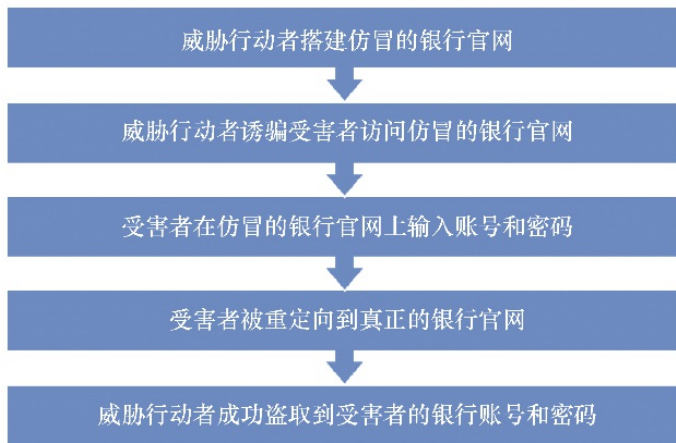 威胁行动者搭建仿冒的银行官网
威胁行动者诱骗受害者访问仿冒的银行官网
受害者在仿冒的银行官网上输入账号和密码
受害者被重定向到真正的银行官网
威胁行动者成功盗取到受害者的银行账号和密码